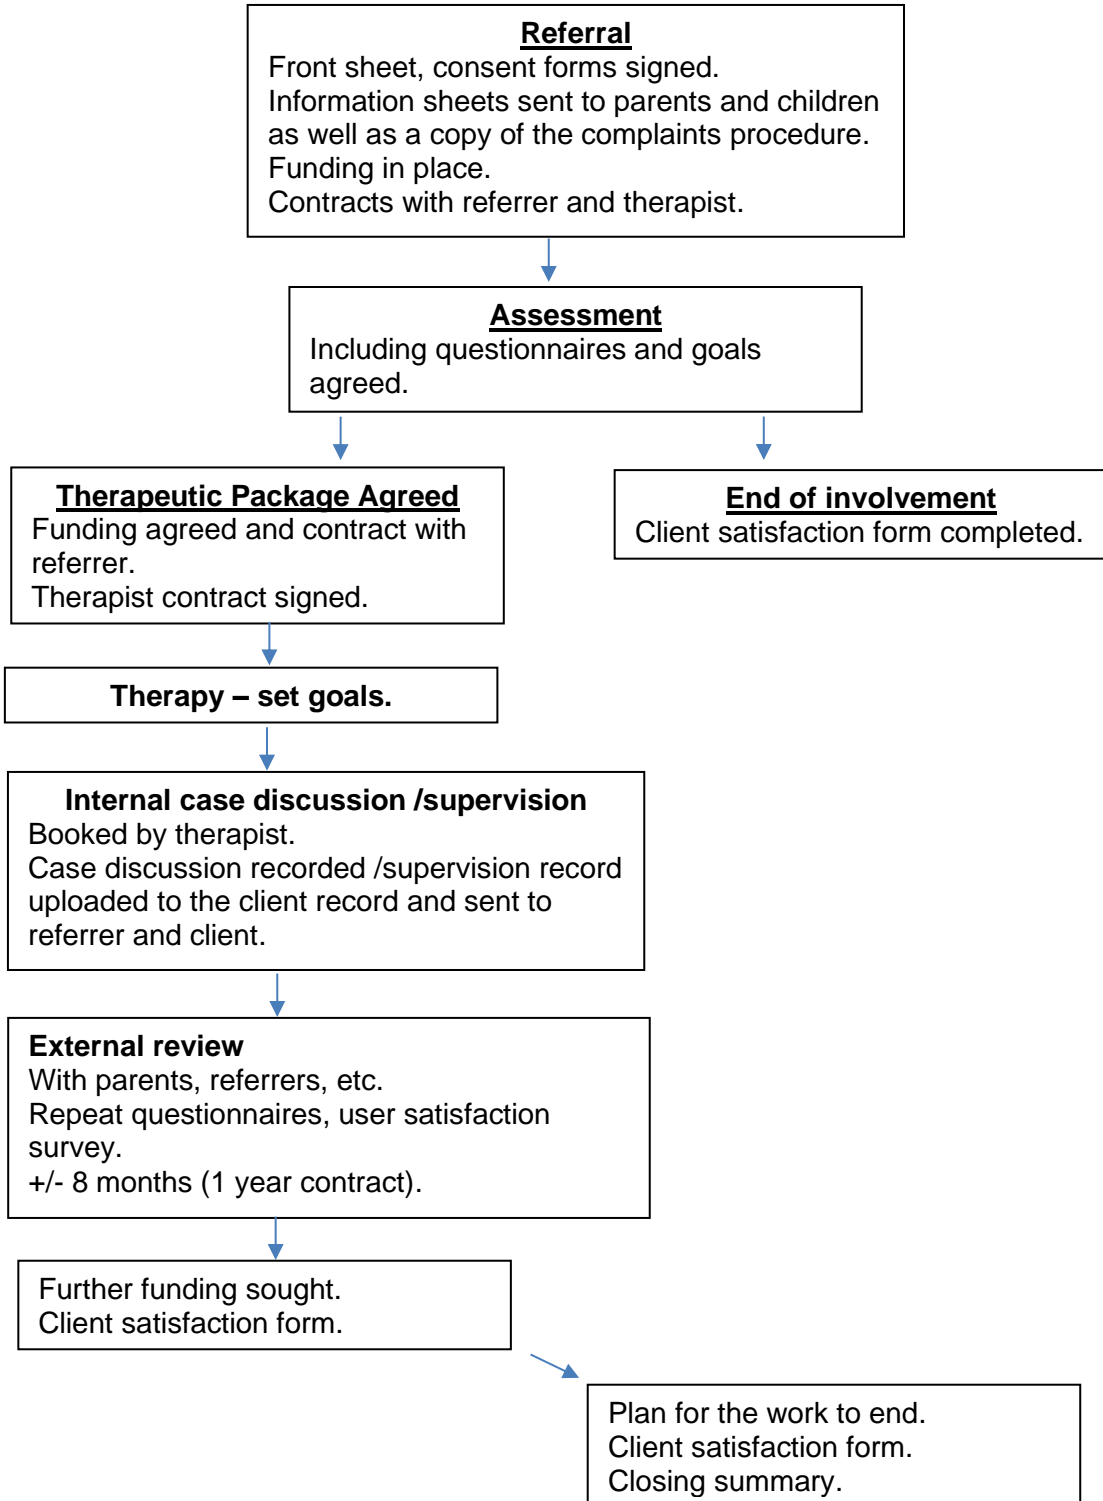 Referral
Front sheet, consent forms signed.
Information sheets sent to parents and children
as well as a copy of the complaints procedure.
Funding in place.
Contracts with referrer and therapist.
Assessment
Including questionnaires and goals
agreed.
Therapeutic Package Agreed
Funding agreed and contract with
referrer.
Therapist contract signed.
End of involvement
Client satisfaction form completed.
Therapy – set goals.
Internal case discussion /supervision
Booked by therapist.
Case discussion recorded /supervision record
uploaded to the client record and sent to
referrer and client.
External review
With parents, referrers, etc.
Repeat questionnaires, user satisfaction
survey.
+/- 8 months (1 year contract).
Further funding sought.
Client satisfaction form.
Plan for the work to end.
Client satisfaction form.
Closing summary.